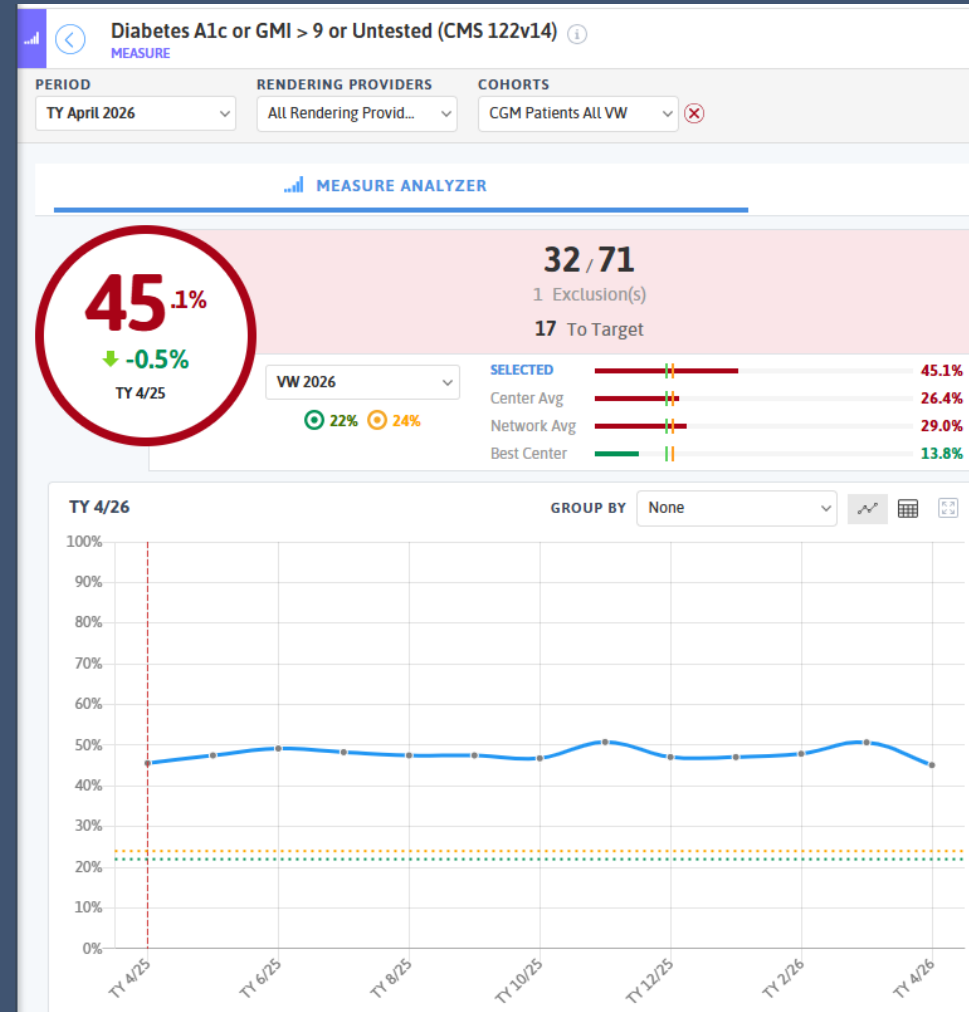 Diabetes A1c or GMI > 9 or Untested (CMS 122v14)
MEASURE
PERIOD
RENDERING PROVIDERS
COHORTS
TY April 2026
All Rendering Provid...
CGM Patients All VW
MEASURE ANALYZER
45.1%
-0.5%
TY 4/25
32 / 71
1 Exclusion(s)
17 To Target
VW 2026
22% 24%
SELECTED 45.1%
Center Avg 26.4%
Network Avg 29.0%
Best Center 13.8%
TY 4/26
GROUP BY None
100%
90%
80%
70%
60%
50%
40%
30%
20%
10%
0%
TY 4/25 TY 6/25 TY 8/25 TY 10/25 TY 12/25 TY 2/26 TY 4/26